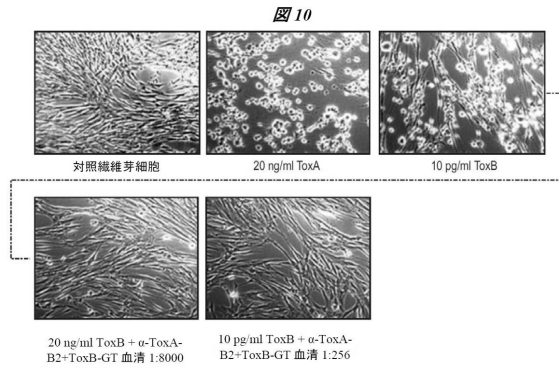 図 10
対照繊維芽細胞
20 ng/ml ToxA
10 pg/ml ToxB
20 ng/ml ToxB + α-ToxA-
B2+ToxB-GT 血清 1:8000
10 pg/ml ToxB + α-ToxA-
B2+ToxB-GT 血清 1:256